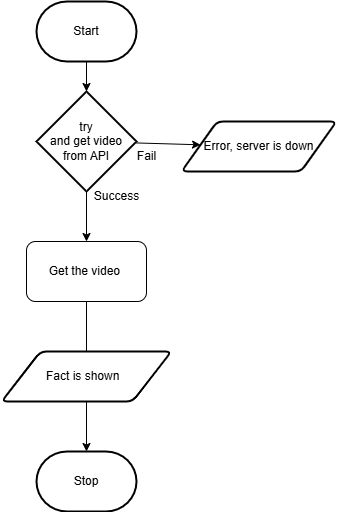 Start
try
and get video
from API
Fail
Error, server is down
Success
Get the video
Fact is shown
Stop